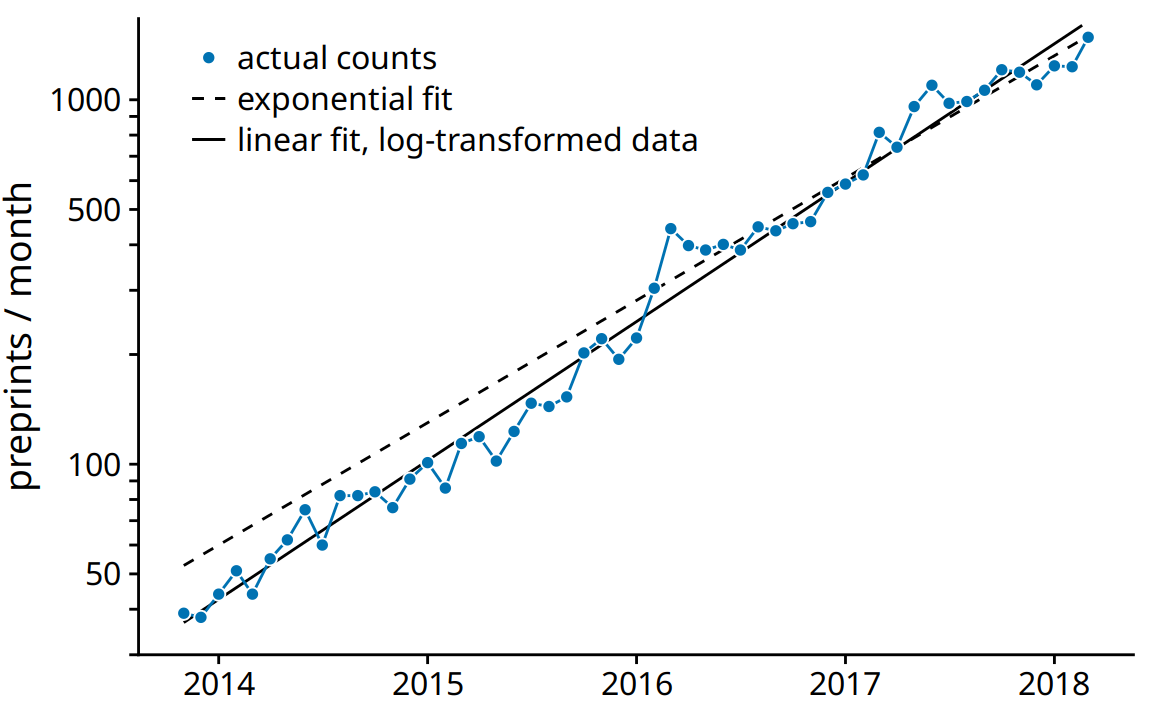 actual counts
exponential fit
linear fit, log-transformed data
preprints / month
1000
500
100
50
2014 2015 2016 2017 2018